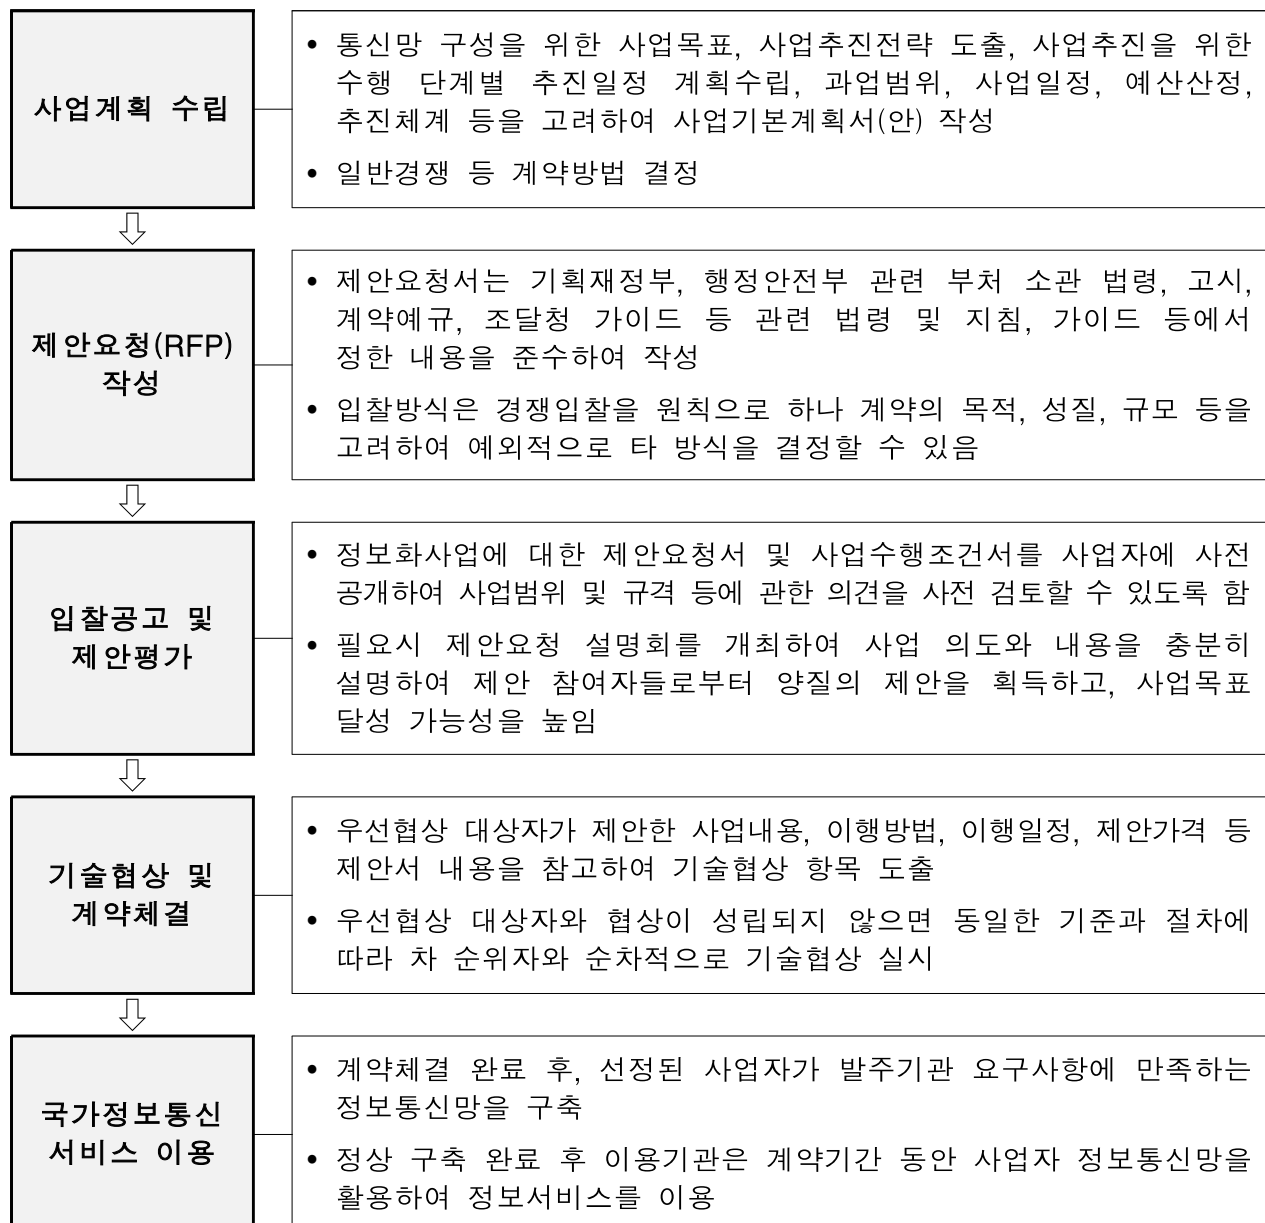 사업계획 수립
• 통신망 구성을 위한 사업목표, 사업추진전략 도출, 사업추진을 위한
수행 단계별 추진일정 계획수립, 과업범위, 사업일정, 예산산정,
추진체계 등을 고려하여 사업기본계획서(안) 작성
• 일반경쟁 등 계약방법 결정
제안요청(RFP)
작성
• 제안요청서는 기획재정부, 행정안전부 관련 부처 소관 법령, 고시,
계약예규, 조달청 가이드 등 관련 법령 및 지침, 가이드 등에서
정한 내용을 준수하여 작성
• 입찰방식은 경쟁입찰을 원칙으로 하나 계약의 목적, 성질, 규모 등을
고려하여 예외적으로 타 방식을 결정할 수 있음
입찰공고 및
제안평가
• 정보화사업에 대한 제안요청서 및 사업수행조건서를 사업자에 사전
공개하여 사업범위 및 규격 등에 관한 의견을 사전 검토할 수 있도록 함
• 필요시 제안요청 설명회를 개최하여 사업 의도와 내용을 충분히
설명하여 제안 참여자들로부터 양질의 제안을 획득하고, 사업목표
달성 가능성을 높임
기술협상 및
계약체결
• 우선협상 대상자가 제안한 사업내용, 이행방법, 이행일정, 제안가격 등
제안서 내용을 참고하여 기술협상 항목 도출
• 우선협상 대상자와 협상이 성립되지 않으면 동일한 기준과 절차에
따라 차 순위자와 순차적으로 기술협상 실시
국가정보통신
서비스 이용
• 계약체결 완료 후, 선정된 사업자가 발주기관 요구사항에 만족하는
정보통신망을 구축
• 정상 구축 완료 후 이용기관은 계약기간 동안 사업자 정보통신망을
활용하여 정보서비스를 이용